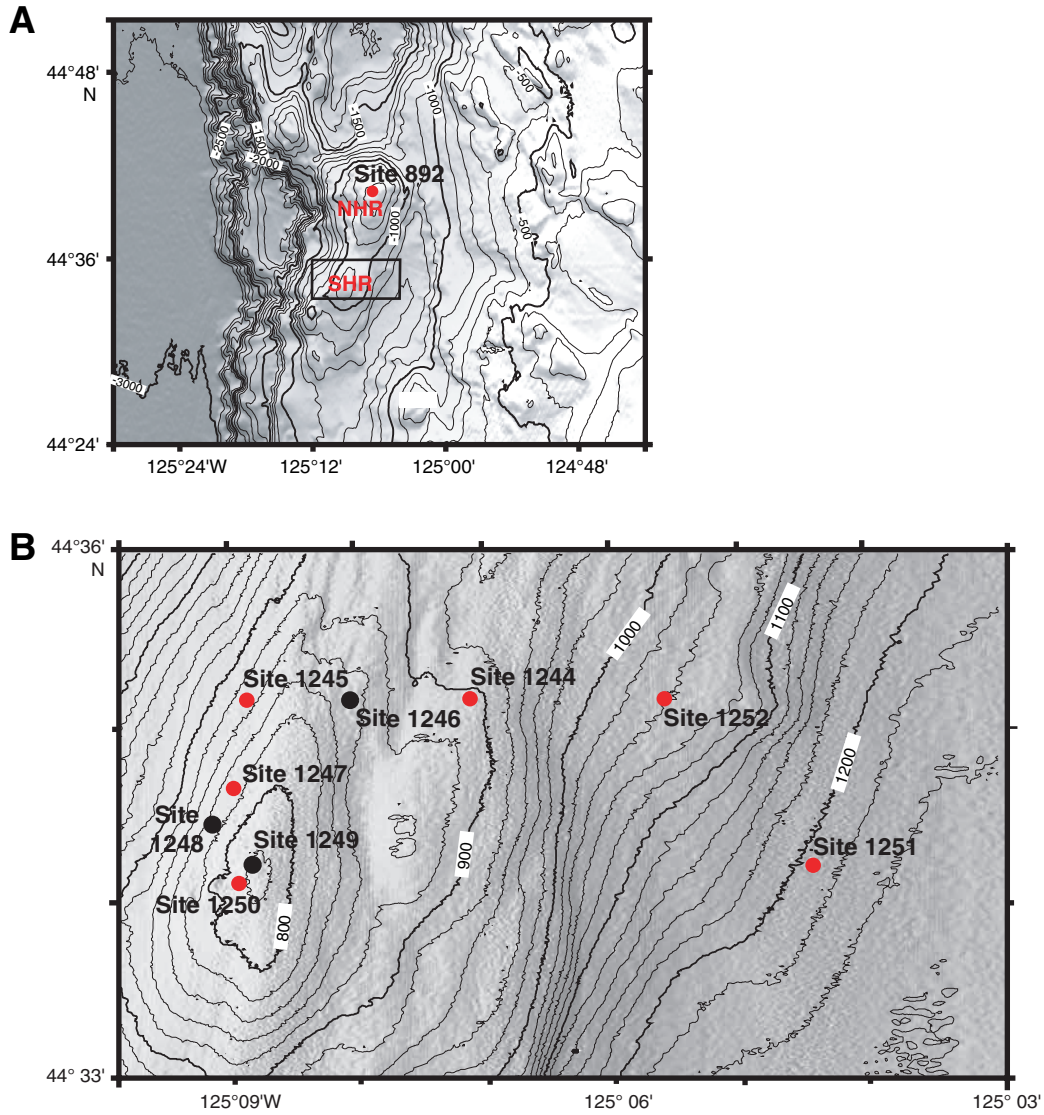 A
44°48'
N
44°36'
44°24'
125°24'W
125°12'
125°00'
124°48'
-2500
-1500
-2000
-1500
-1000
-500
Site 892
NHR
-1000
-500
SHR
-3000
B
44°36'
N
44° 33'
125°09'W
125° 06'
125° 03'
1000
1100
Site 1245
Site 1246
Site 1244
Site 1252
1200
Site 1247
Site
1248
Site 1249
900
Site 1251
Site 1250
800